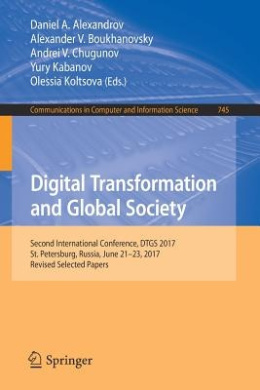 Daniel A. Alexandrov
Alexander V. Boukhanovsky
Andrei V. Chugunov
Yury Kabanov
Olessia Koltsova (Eds.)
Communications in Computer and Information Science 745
Digital Transformation
and Global Society
Second International Conference, DTGS 2017
St. Petersburg, Russia, June 21–23, 2017
Revised Selected Papers
Springer